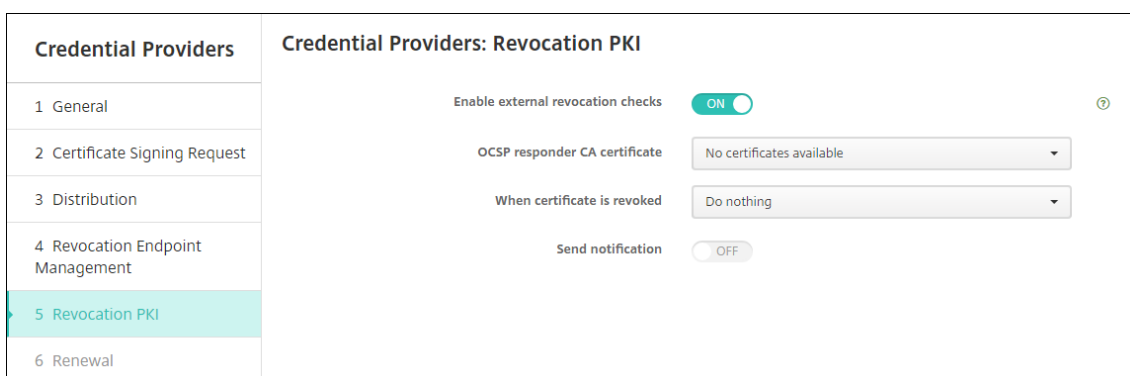 Credential Providers
1 General
2 Certificate Signing Request
3 Distribution
4 Revocation Endpoint
Management
5 Revocation PKI
6 Renewal
Credential Providers: Revocation PKI
Enable external revocation checks ON ?
OCSP responder CA certificate No certificates available
When certificate is revoked Do nothing
Send notification OFF